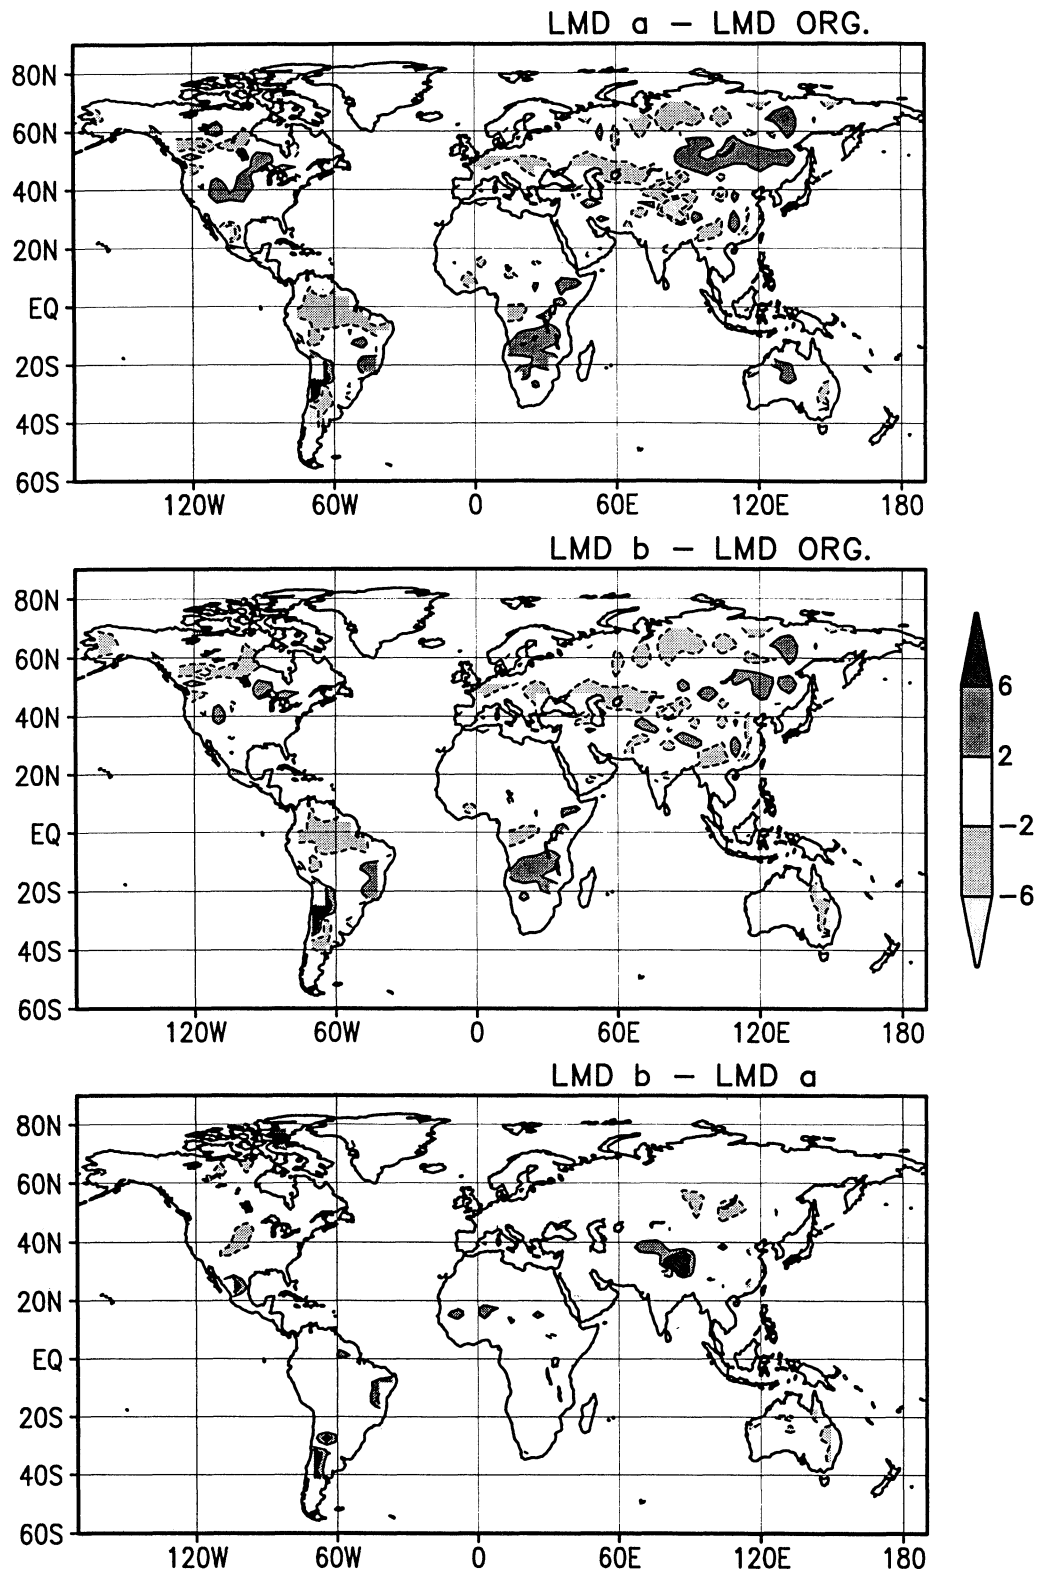 LMD a – LMD ORG.
80N
60N
40N
20N
EQ
20S
40S
60S
120W 60W 0 60E 120E 180
LMD b – LMD ORG.
80N
60N
40N
20N
EQ
20S
40S
60S
120W 60W 0 60E 120E 180
6
2
−2
−6
LMD b – LMD a
80N
60N
40N
20N
EQ
20S
40S
60S
120W 60W 0 60E 120E 180